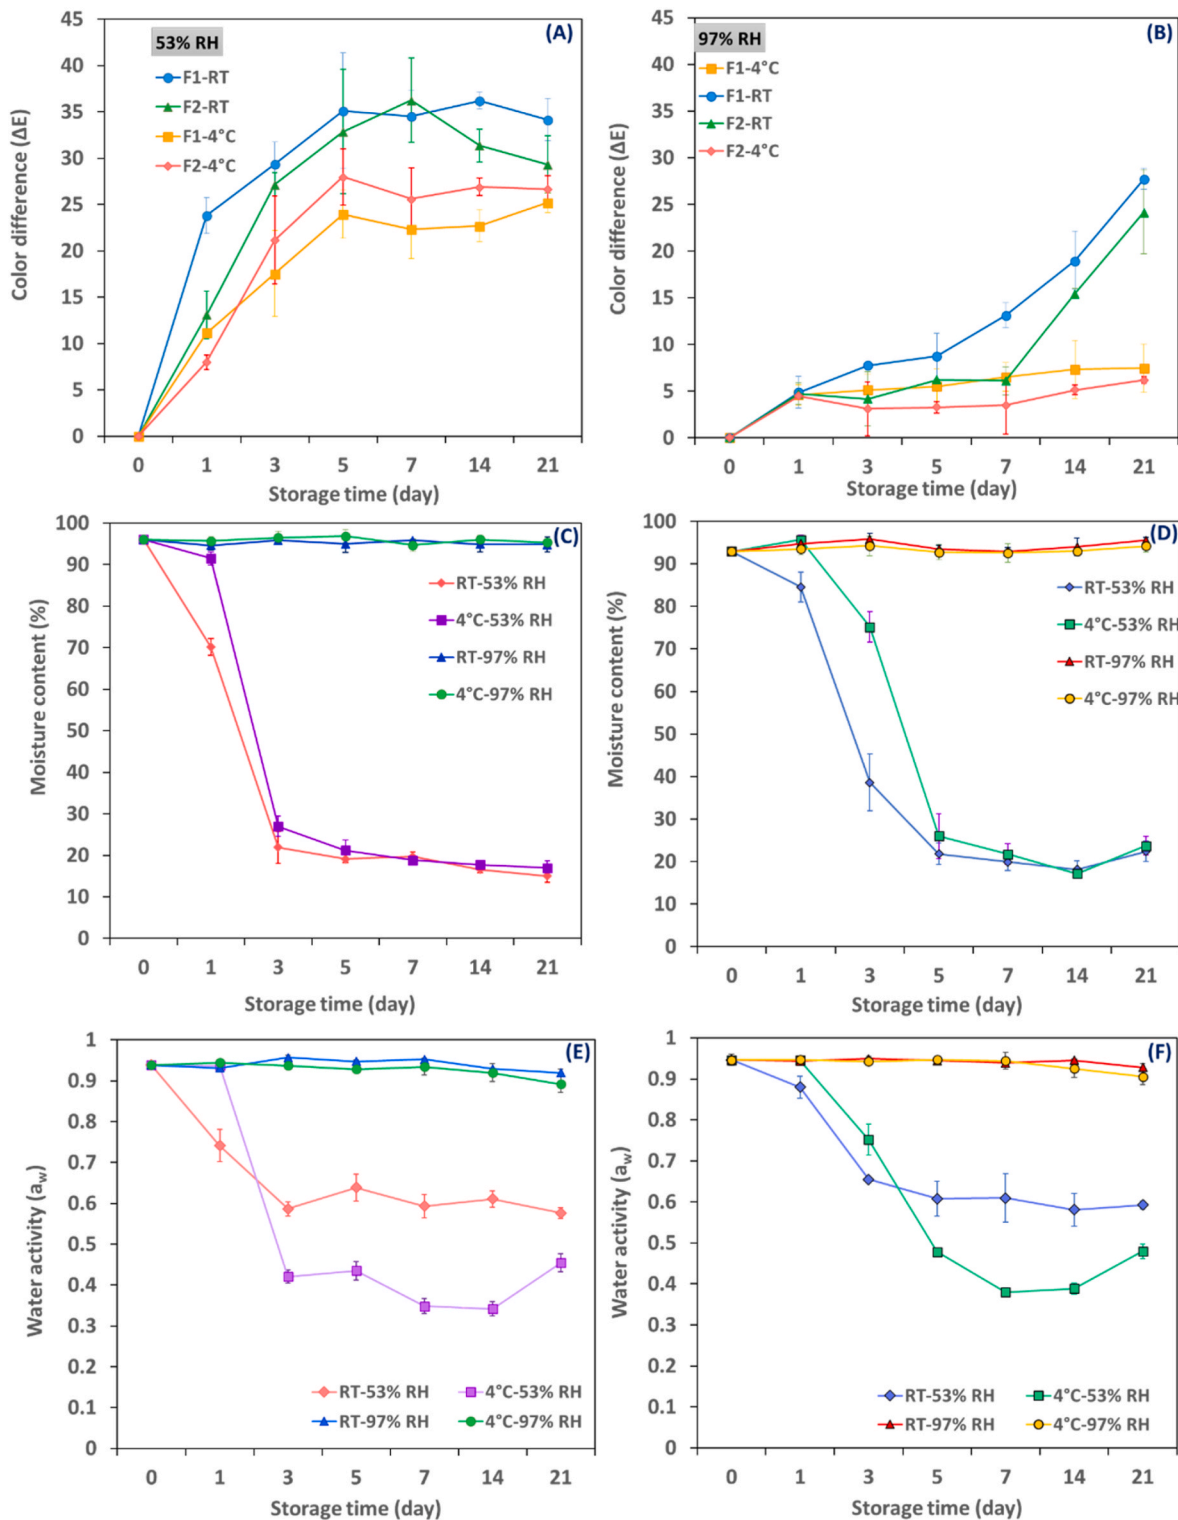 (A)
53% RH
F1-RT
F2-RT
F1-4°C
F2-4°C
Color difference (ΔE)
45
40
35
30
25
20
15
10
5
0
0 1 3 5 7 14 21
Storage time (day)
(B)
97% RH
F1-4°C
F1-RT
F2-RT
F2-4°C
Color difference (ΔE)
45
40
35
30
25
20
15
10
5
0
0 1 3 5 7 14 21
Storage time (day)
(C)
RT-53% RH
4°C-53% RH
RT-97% RH
4°C-97% RH
Moisture content (%)
100
90
80
70
60
50
40
30
20
10
0
0 1 3 5 7 14 21
Storage time (day)
(D)
RT-53% RH
4°C-53% RH
RT-97% RH
4°C-97% RH
Moisture content (%)
100
90
80
70
60
50
40
30
20
10
0
0 1 3 5 7 14 21
Storage time (day)
(E)
Water activity (aw)
1
0.9
0.8
0.7
0.6
0.5
0.4
0.3
0.2
0.1
0
RT-53% RH 4°C-53% RH
RT-97% RH 4°C-97% RH
0 1 3 5 7 14 21
Storage time (day)
(F)
Water activity (aw)
1
0.9
0.8
0.7
0.6
0.5
0.4
0.3
0.2
0.1
0
RT-53% RH 4°C-53% RH
RT-97% RH 4°C-97% RH
0 1 3 5 7 14 21
Storage time (day)